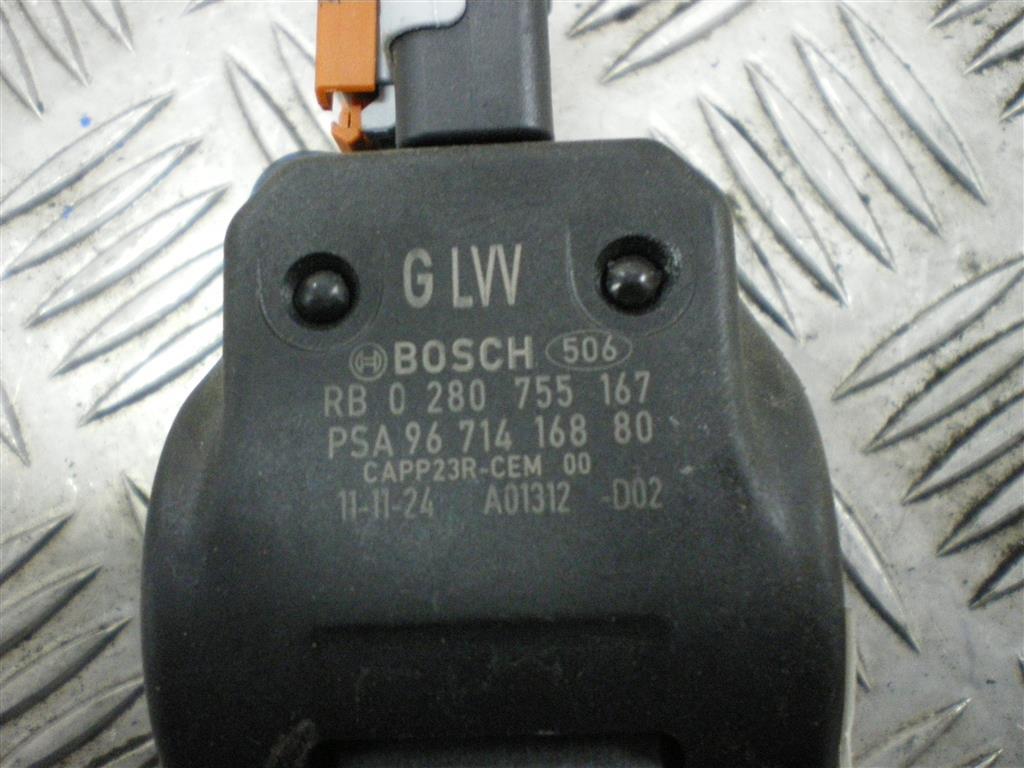 G LW
BOSCH 506
RB 0 280 755 167
PSA 96 714 168 80
CAPP23R-CEM 00
11-11-24 A01312 -D02